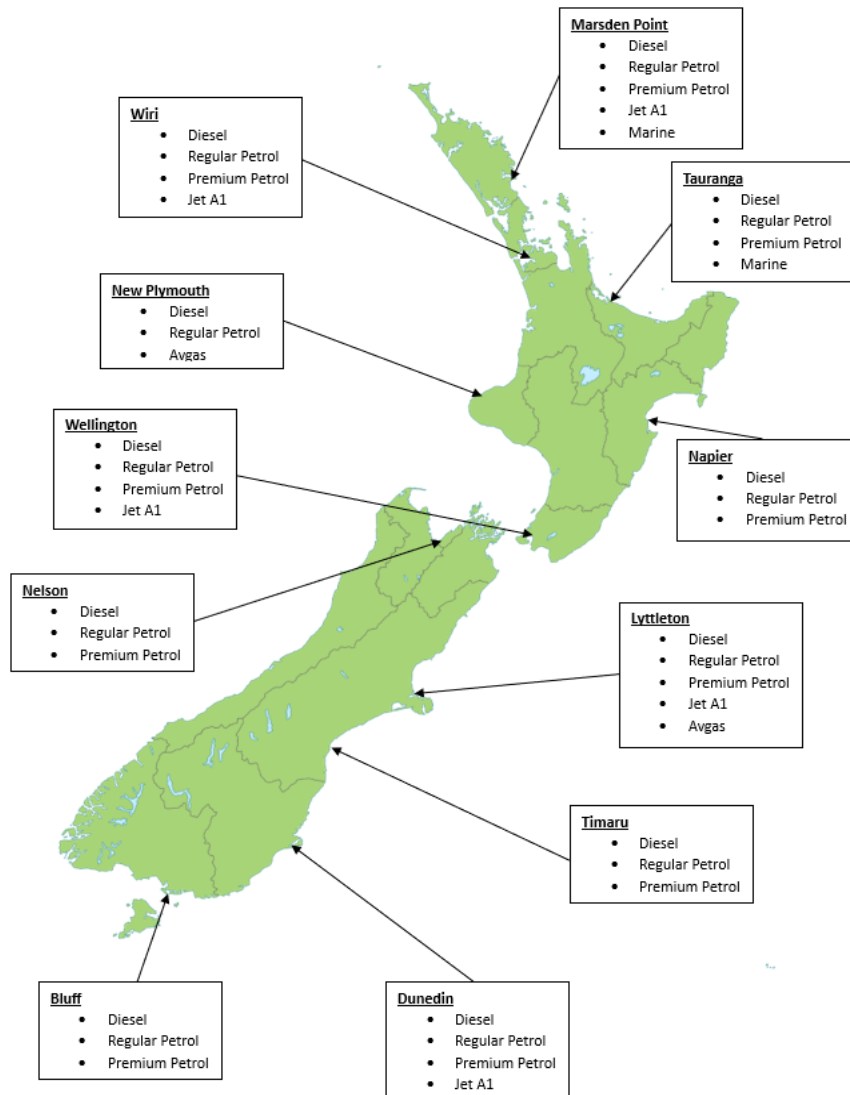 Marsden Point
• Diesel
• Regular Petrol
• Premium Petrol
• Jet A1
• Marine
Wiri
• Diesel
• Regular Petrol
• Premium Petrol
• Jet A1
Tauranga
• Diesel
• Regular Petrol
• Premium Petrol
• Marine
New Plymouth
• Diesel
• Regular Petrol
• Avgas
Wellington
• Diesel
• Regular Petrol
• Premium Petrol
• Jet A1
Napier
• Diesel
• Regular Petrol
• Premium Petrol
Nelson
• Diesel
• Regular Petrol
• Premium Petrol
Lyttleton
• Diesel
• Regular Petrol
• Premium Petrol
• Jet A1
• Avgas
Timaru
• Diesel
• Regular Petrol
• Premium Petrol
Bluff
• Diesel
• Regular Petrol
• Premium Petrol
Dunedin
• Diesel
• Regular Petrol
• Premium Petrol
• Jet A1